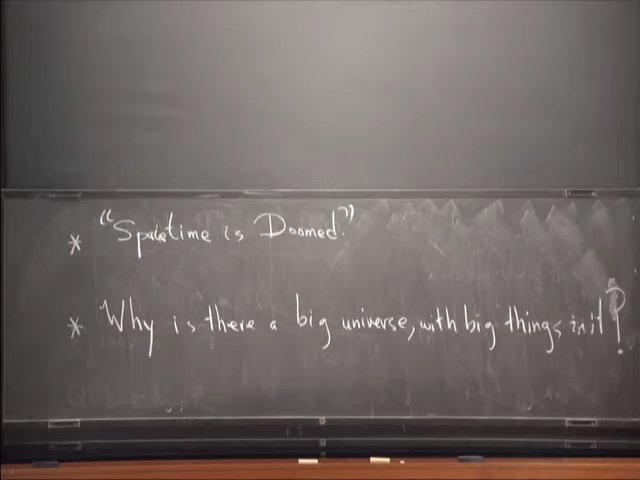 * "Spacetime is Doomed."
* Why is there a big universe, with big things in it?